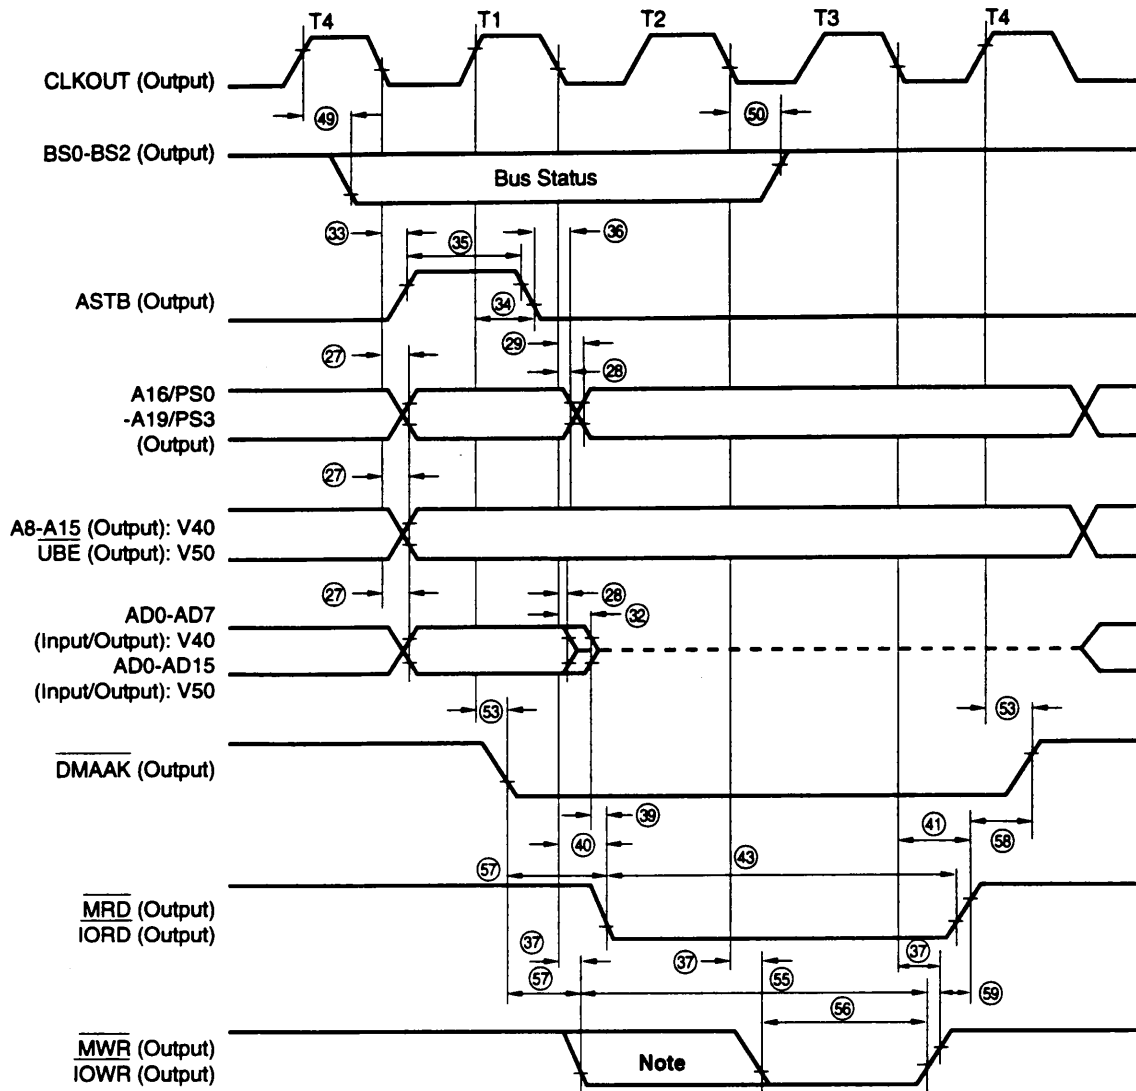 T4 T1 T2 T3 T4
CLKOUT (Output)
49 50
BS0-BS2 (Output)
Bus Status
33 35 36
ASTB (Output)
34
29
27 28
A16/PS0
-A19/PS3
(Output)
27
A8-A15 (Output): V40
UBE (Output): V50
27 28
32
AD0-AD7
(Input/Output): V40
AD0-AD15
(Input/Output): V50
53 53
DMAAK (Output)
39
40 41 58
57 43
MRD (Output)
IORD (Output)
37 37 37
57 55 59
56
MWR (Output)
IOWR (Output)
Note